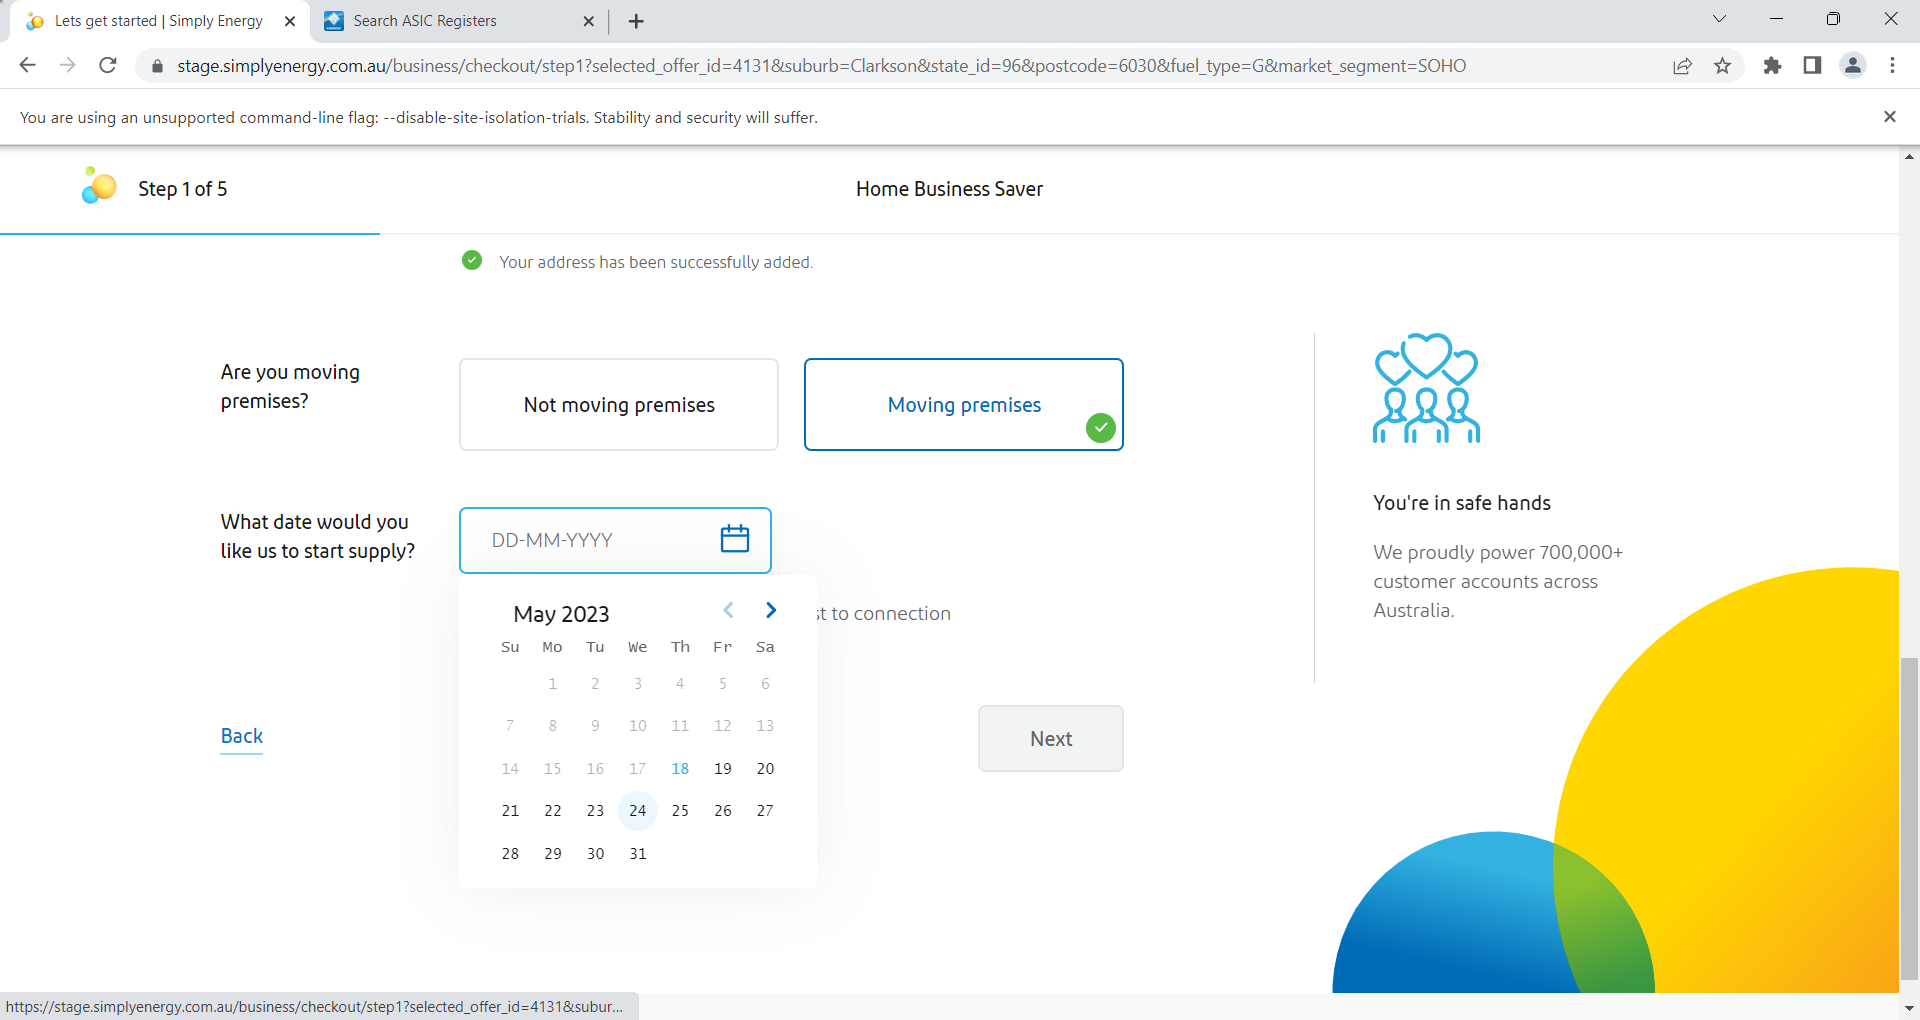 Lets get started | Simply Energy
Search ASIC Registers
stage.simplyenergy.com.au/business/checkout/step1?selected_offer_id=4131&suburb=Clarkson&state_id=96&postcode=6030&fuel_type=G&market_segment=SOHO
You are using an unsupported command-line flag: --disable-site-isolation-trials. Stability and security will suffer.
Step 1 of 5
Home Business Saver
Your address has been successfully added.
Are you moving
premises?
Not moving premises
Moving premises
You're in safe hands
We proudly power 700,000+
customer accounts across
Australia.
What date would you
like us to start supply?
DD-MM-YYYY
May 2023
st to connection
Su Mo Tu We Th Fr Sa
1 2 3 4 5 6
7 8 9 10 11 12 13
14 15 16 17 18 19 20
21 22 23 24 25 26 27
28 29 30 31
Back
Next
https://stage.simplyenergy.com.au/business/checkout/step1?selected_offer_id=4131&subur...